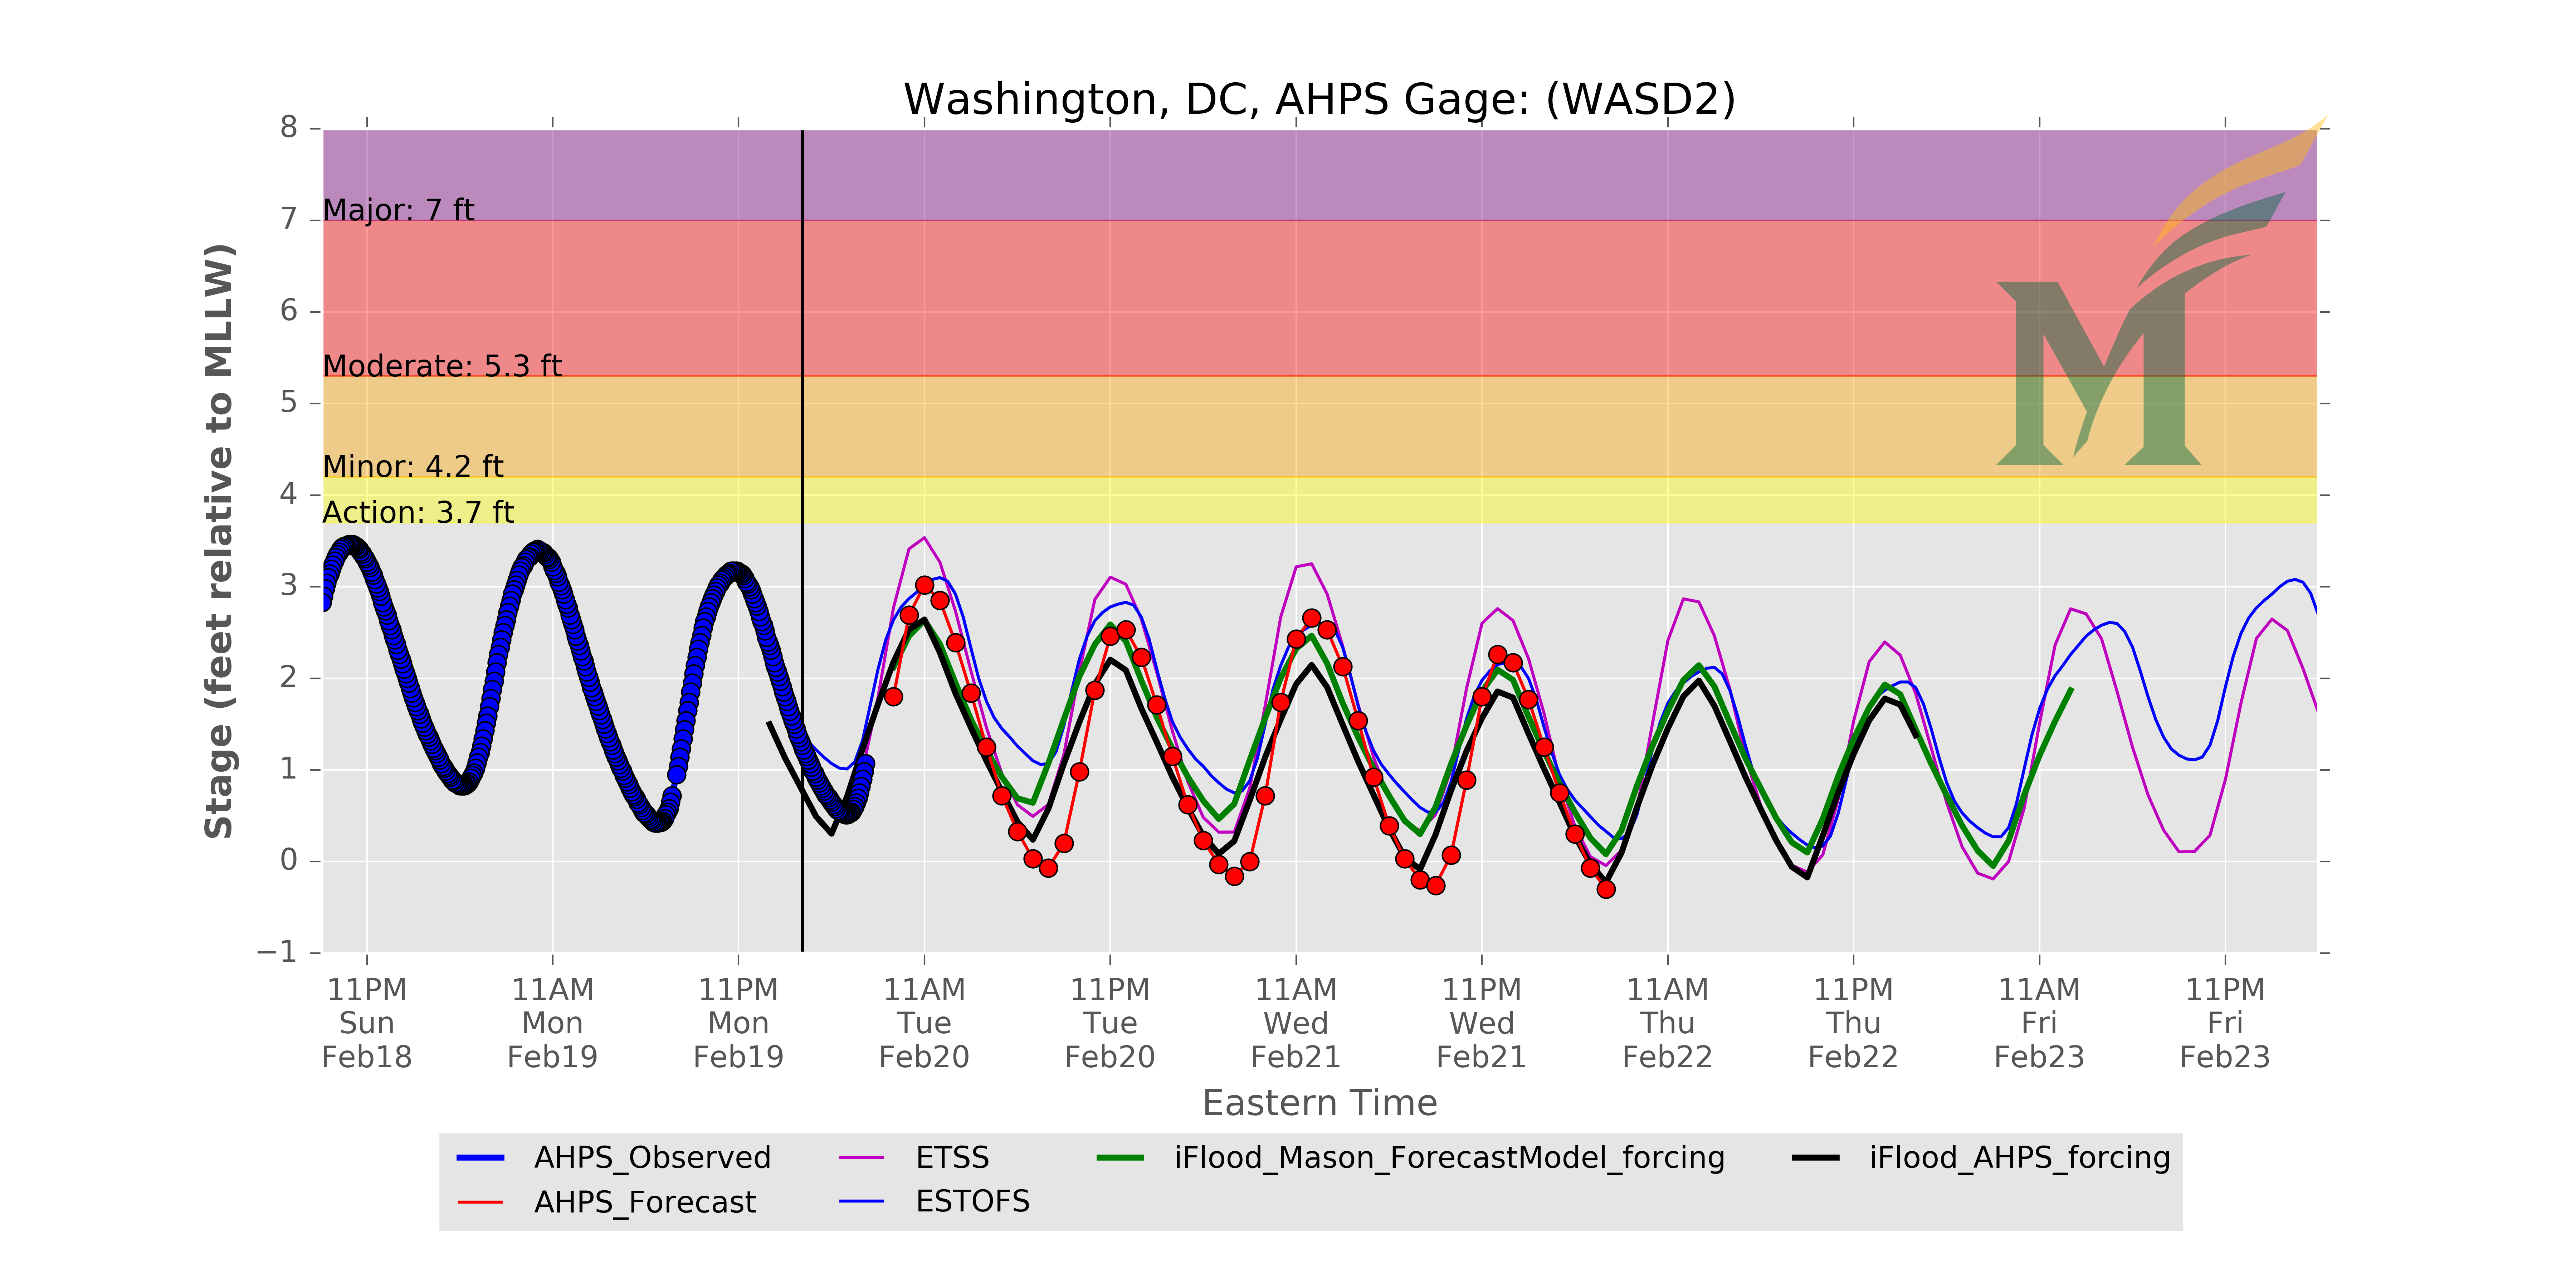 Washington, DC, AHPS Gage: (WASD2)
8
7
6
5
4
3
2
1
0
−1
Stage (feet relative to MLLW)
Major: 7 ft
Moderate: 5.3 ft
Minor: 4.2 ft
Action: 3.7 ft
M
11PM Sun Feb18
11AM Mon Feb19
11PM Mon Feb19
11AM Tue Feb20
11PM Tue Feb20
11AM Wed Feb21
11PM Wed Feb21
11AM Thu Feb22
11PM Thu Feb22
11AM Fri Feb23
11PM Fri Feb23
Eastern Time
AHPS_Observed
AHPS_Forecast
ETSS
ESTOFS
iFlood_Mason_ForecastModel_forcing
iFlood_AHPS_forcing